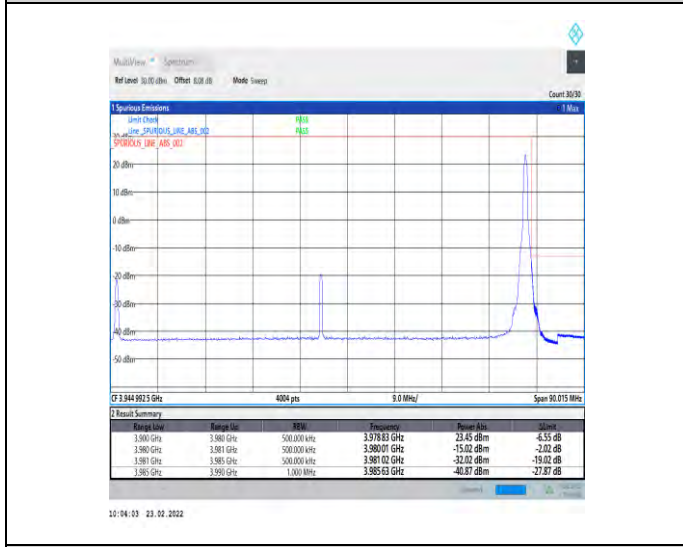 MultiView Spectrum
Ref Level 30.00 dBm Offset 8.08 dB Mode Sweep
Count 30/30
1 Spurious Emissions 1 Max
Limit Check PASS
Line _SPURIOUS_LINE_ABS_002 PASS
SPURIOUS_LINE_ABS_002
20 dBm
10 dBm
0 dBm
-10 dBm
-20 dBm
-30 dBm
-40 dBm
-50 dBm
CF 3.9449925 GHz 4004 pts 9.0 MHz/ Span 90.015 MHz
2 Result Summary
Range Low Range Up RBW Frequency Power Abs ΔLimit
3.900 GHz 3.980 GHz 500.000 kHz 3.97883 GHz 23.45 dBm -6.55 dB
3.980 GHz 3.981 GHz 500.000 kHz 3.98001 GHz -15.02 dBm -2.02 dB
3.981 GHz 3.985 GHz 500.000 kHz 3.98102 GHz -32.02 dBm -19.02 dB
3.985 GHz 3.990 GHz 1.000 MHz 3.98563 GHz -40.87 dBm -27.87 dB
10:04:03 23.02.2022